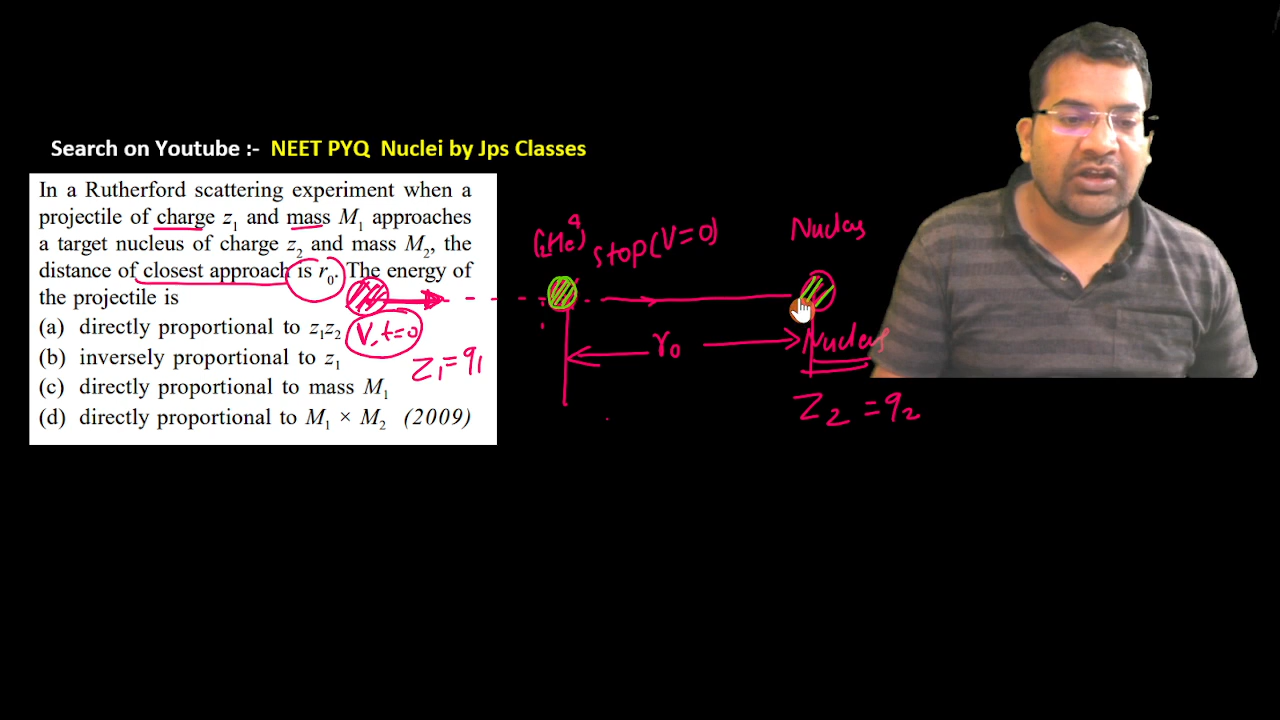 Search on Youtube :-  NEET PYQ  Nuclei by Jps Classes
In a Rutherford scattering experiment when a
projectile of charge z₁ and mass M₁ approaches
a target nucleus of charge z₂ and mass M₂, the
distance of closest approach is r₀. The energy of
the projectile is
(a) directly proportional to z₁z₂
(b) inversely proportional to z₁
(c) directly proportional to mass M₁
(d) directly proportional to M₁ × M₂ (2009)
V, t=0
Z₁=q₁
(₂He⁴)
stop(V=0)
Nucleus
r₀
Nucleus
Z₂=q₂